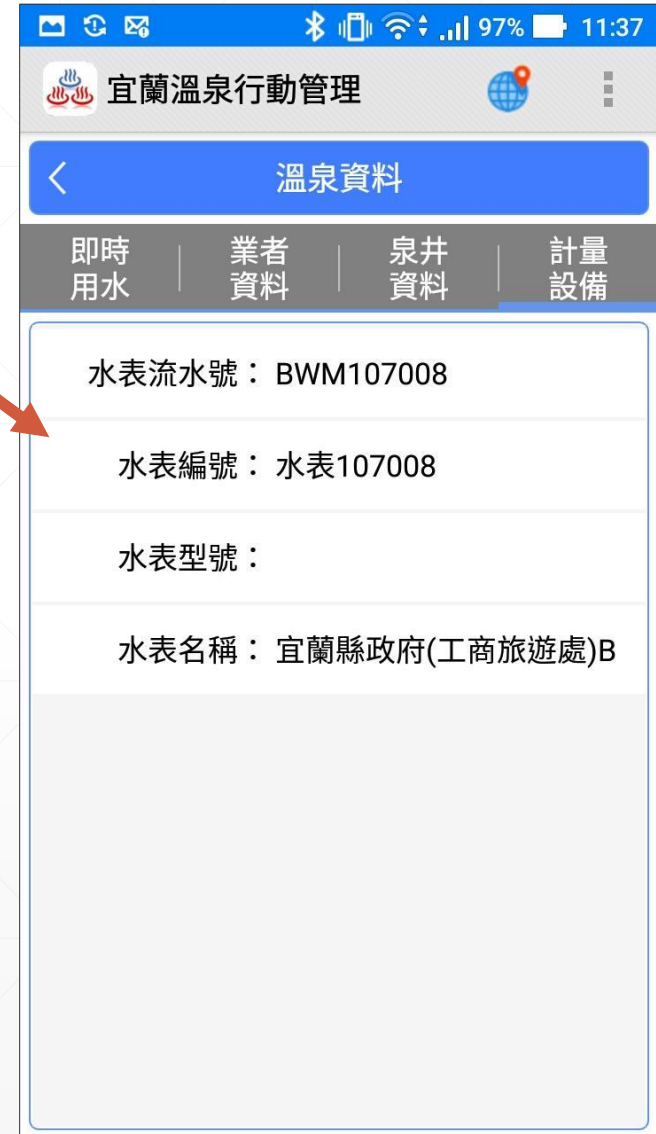 97% 11:37
宜蘭溫泉行動管理
溫泉資料
即時
用水
業者
資料
泉井
資料
計量
設備
水表流水號： BWM107008
水表編號： 水表107008
水表型號：
水表名稱： 宜蘭縣政府(工商旅遊處)B